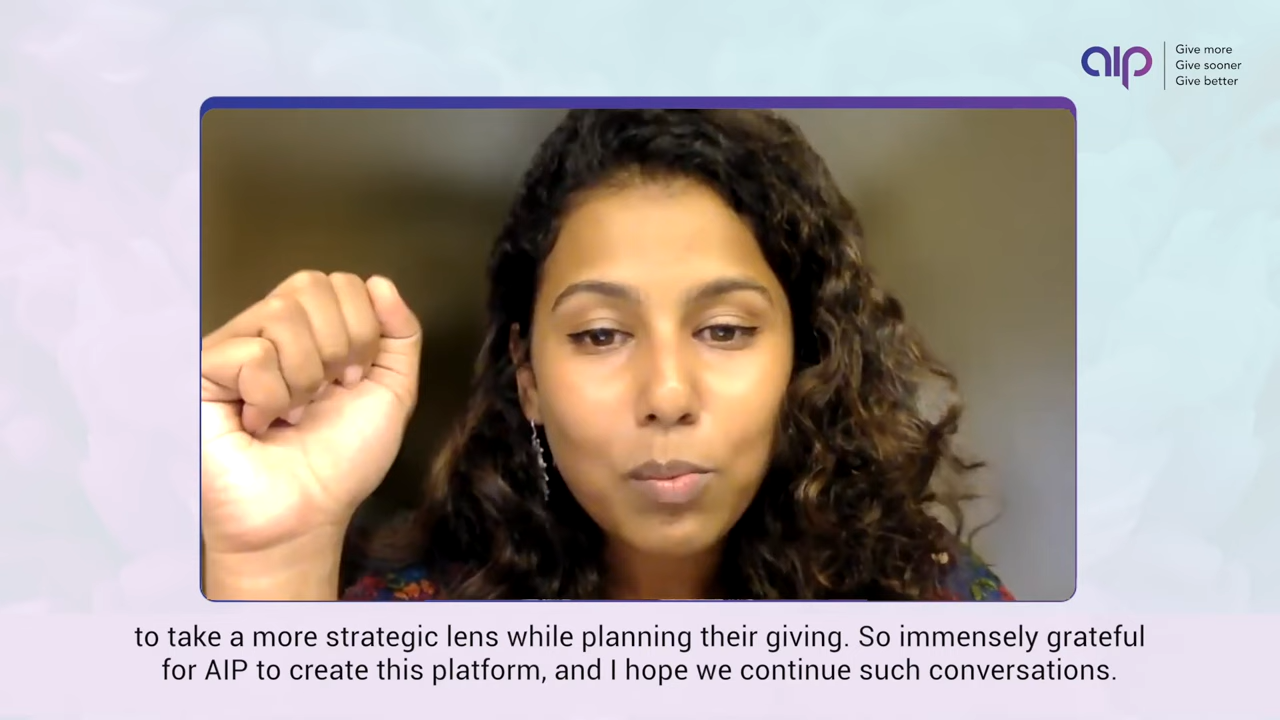 aip
Give more
Give sooner
Give better
to take a more strategic lens while planning their giving. So immensely grateful
for AIP to create this platform, and I hope we continue such conversations.